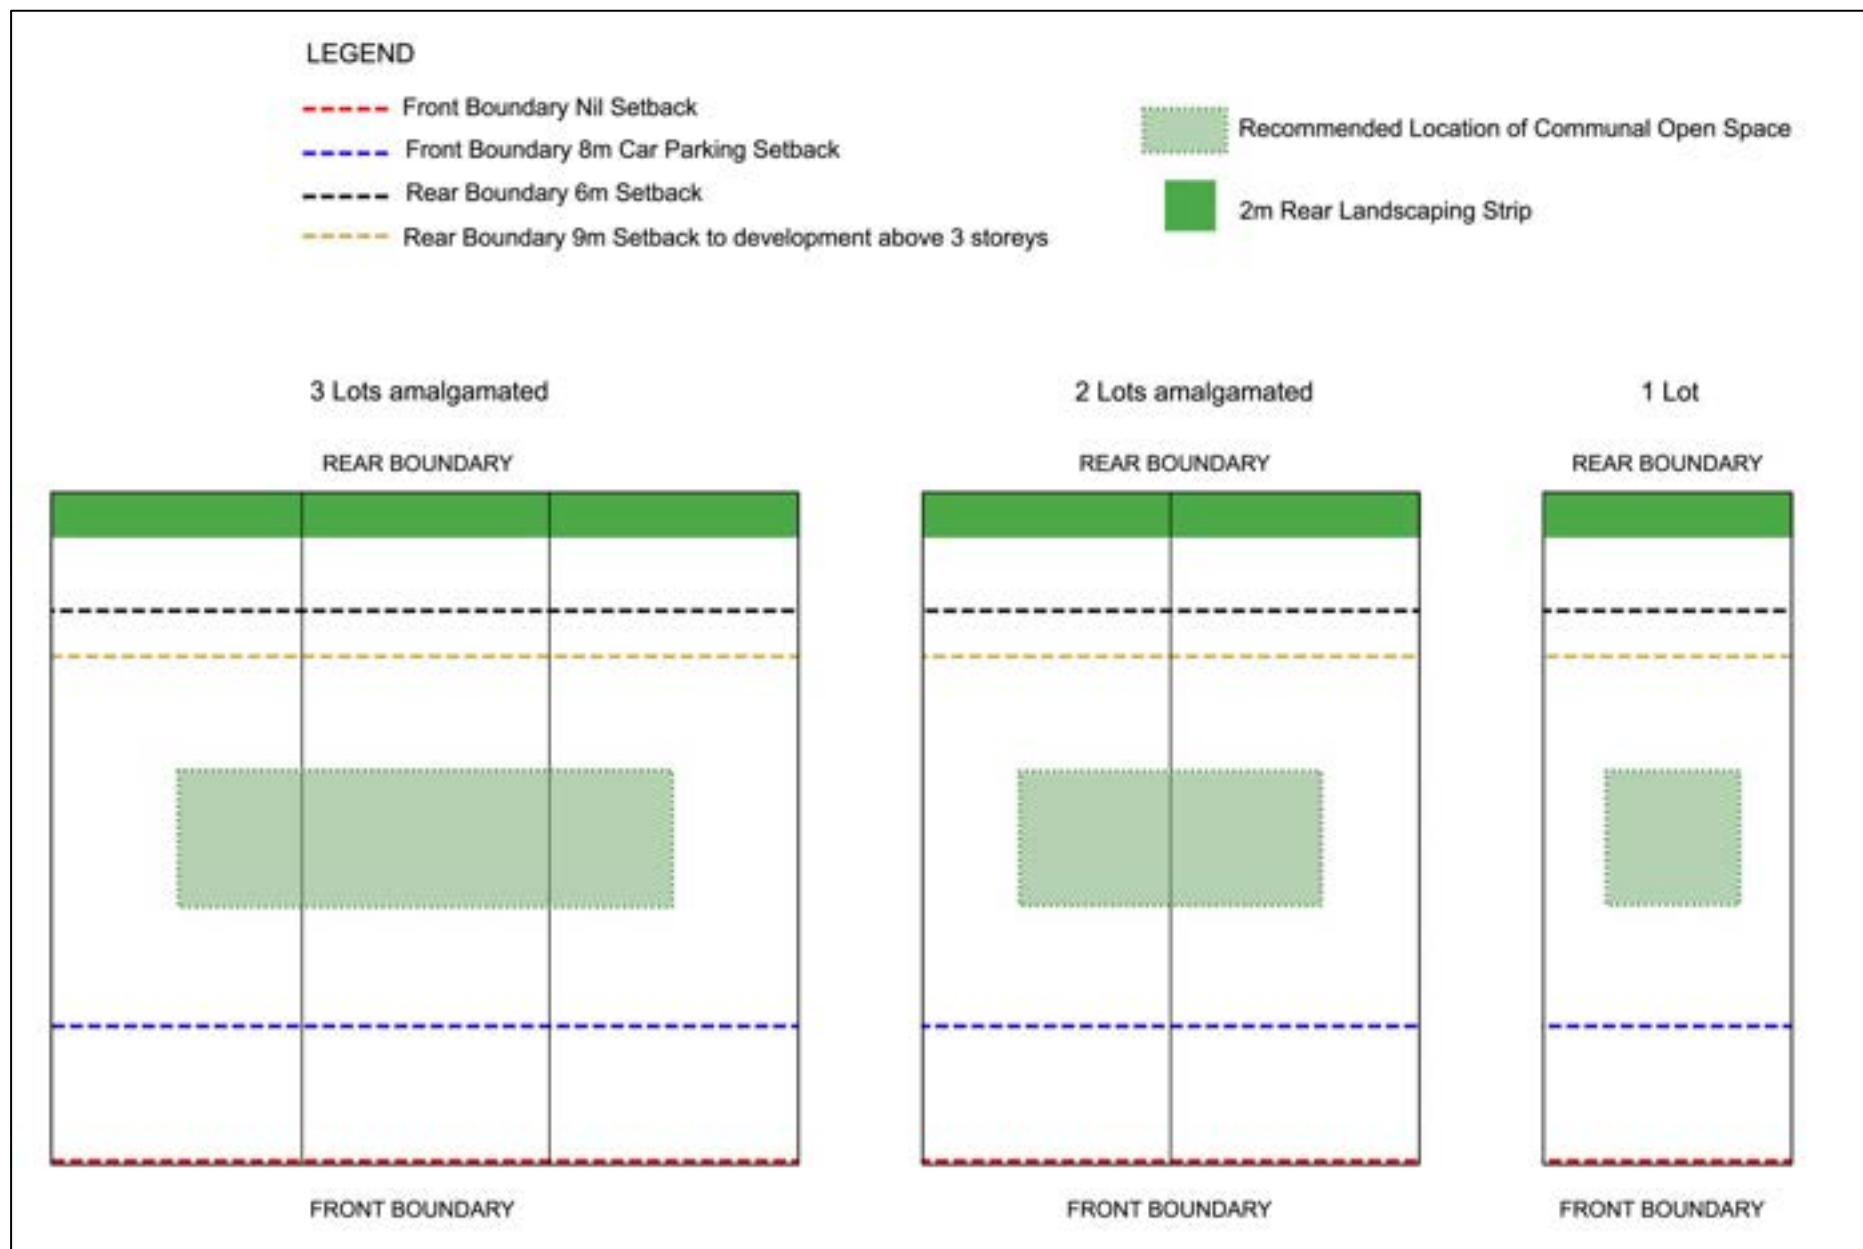 LEGEND
Front Boundary Nil Setback
Front Boundary 8m Car Parking Setback
Rear Boundary 6m Setback
Rear Boundary 9m Setback to development above 3 storeys
Recommended Location of Communal Open Space
2m Rear Landscaping Strip
3 Lots amalgamated
REAR BOUNDARY
FRONT BOUNDARY
2 Lots amalgamated
REAR BOUNDARY
FRONT BOUNDARY
1 Lot
REAR BOUNDARY
FRONT BOUNDARY